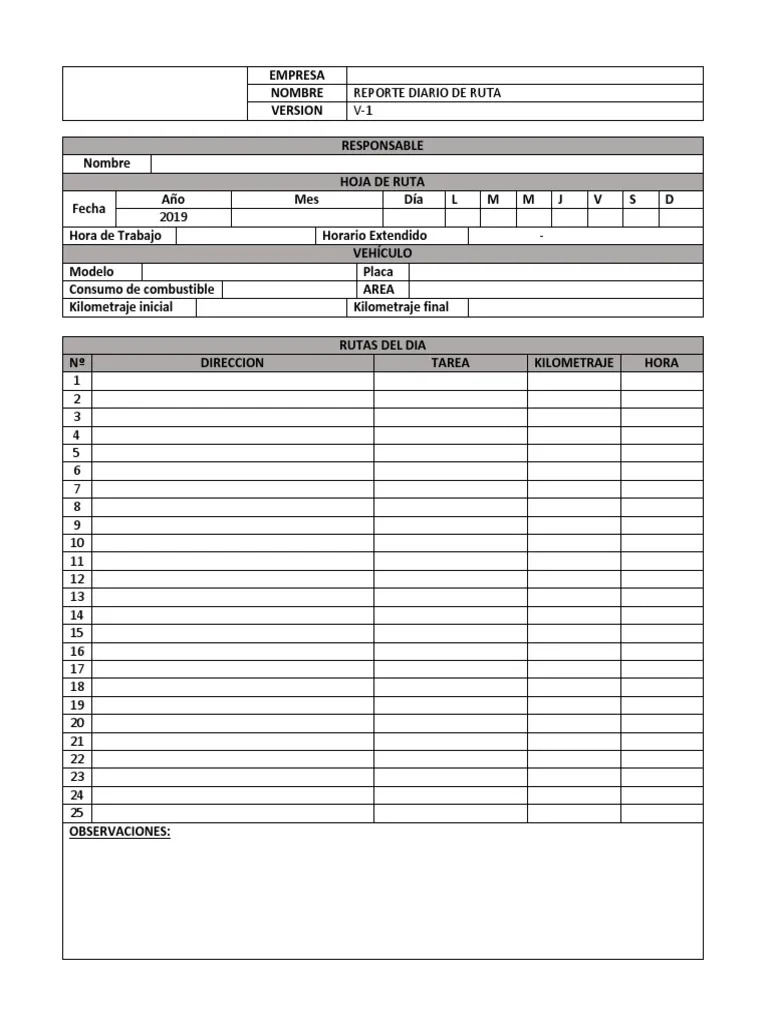 EMPRESA
NOMBRE REPORTE DIARIO DE RUTA
VERSION V-1
RESPONSABLE
Nombre
HOJA DE RUTA
Fecha Año Mes Día L M M J V S D
2019
Hora de Trabajo Horario Extendido -
VEHÍCULO
Modelo Placa
Consumo de combustible AREA
Kilometraje inicial Kilometraje final
RUTAS DEL DIA
Nº DIRECCION TAREA KILOMETRAJE HORA
1
2
3
4
5
6
7
8
9
10
11
12
13
14
15
16
17
18
19
20
21
22
23
24
25
OBSERVACIONES: